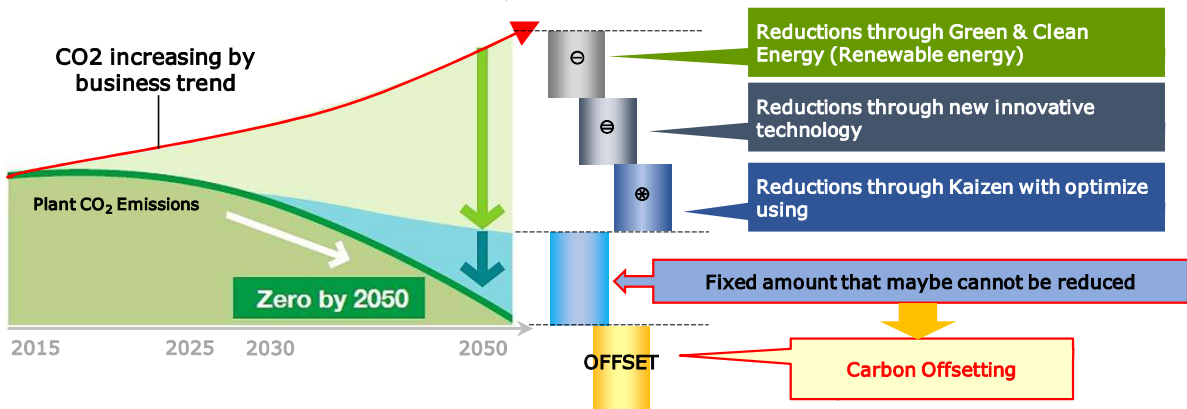 CO2 increasing by
business trend
Plant CO₂ Emissions
Zero by 2050
2015
2025
2030
2050
Reductions through Green & Clean
Energy (Renewable energy)
Reductions through new innovative
technology
Reductions through Kaizen with optimize
using
Fixed amount that maybe cannot be reduced
OFFSET
Carbon Offsetting